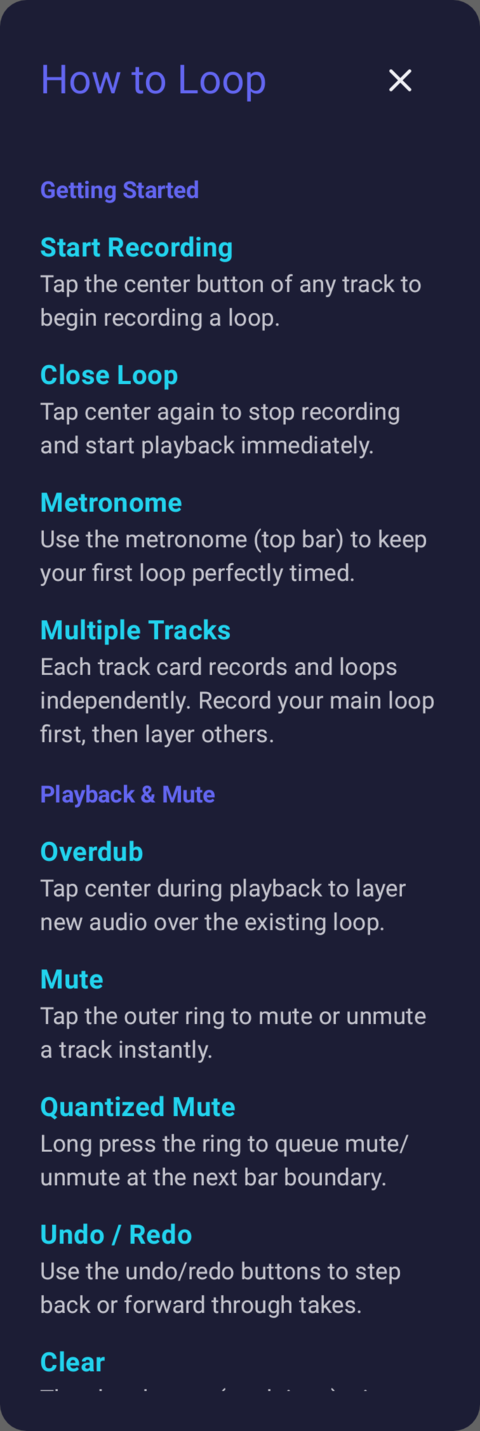 How to Loop
Getting Started
Start Recording
Tap the center button of any track to
begin recording a loop.
Close Loop
Tap center again to stop recording
and start playback immediately.
Metronome
Use the metronome (top bar) to keep
your first loop perfectly timed.
Multiple Tracks
Each track card records and loops
independently. Record your main loop
first, then layer others.
Playback & Mute
Overdub
Tap center during playback to layer
new audio over the existing loop.
Mute
Tap the outer ring to mute or unmute
a track instantly.
Quantized Mute
Long press the ring to queue mute/
unmute at the next bar boundary.
Undo / Redo
Use the undo/redo buttons to step
back or forward through takes.
Clear